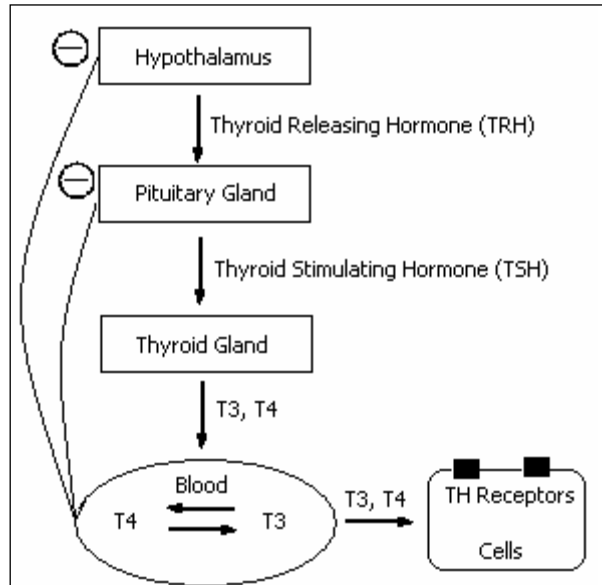 Hypothalamus
Thyroid Releasing Hormone (TRH)
Pituitary Gland
Thyroid Stimulating Hormone (TSH)
Thyroid Gland
T3, T4
Blood
T4
T3
T3, T4
TH Receptors
Cells